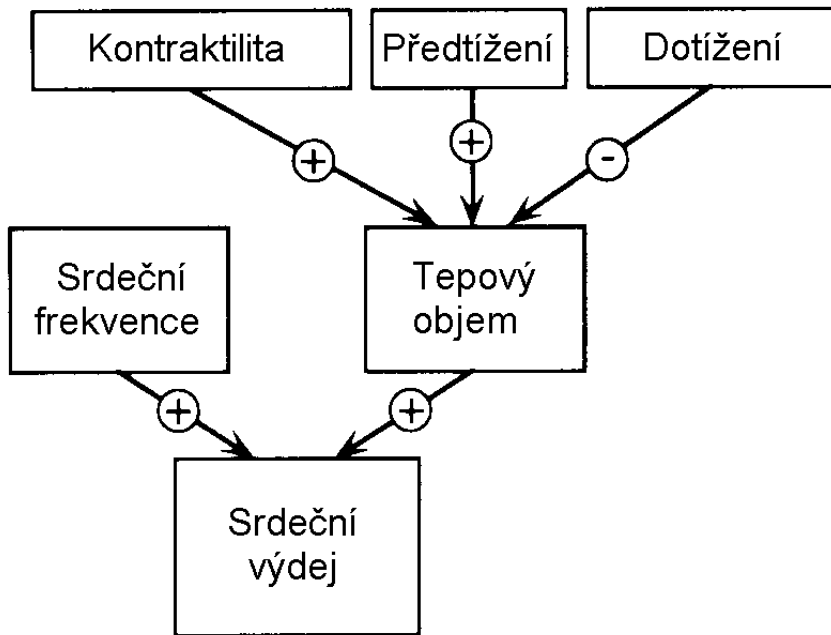 Kontraktilita
Předtížení
Dotížení
+
+
-
Srdeční
frekvence
Tepový
objem
+
+
Srdeční
výdej